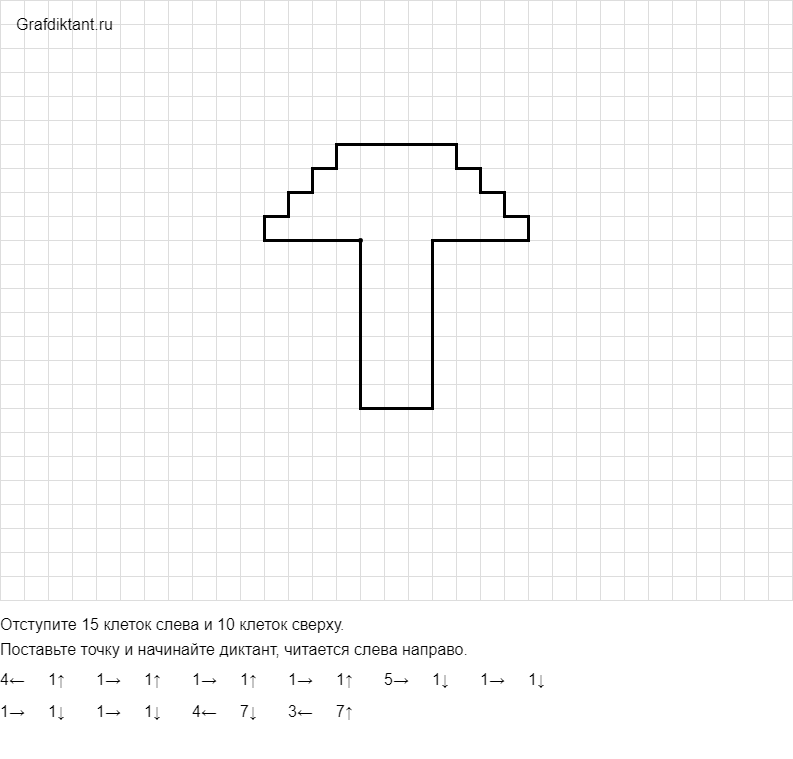 Grafdiktant.ru
Отступите 15 клеток слева и 10 клеток сверху.
Поставьте точку и начинайте диктант, читается слева направо.
4← 1↑ 1→ 1↑ 1→ 1↑ 1→ 1↑ 5→ 1↓ 1→ 1↓
1→ 1↓ 1→ 1↓ 4← 7↓ 3← 7↑